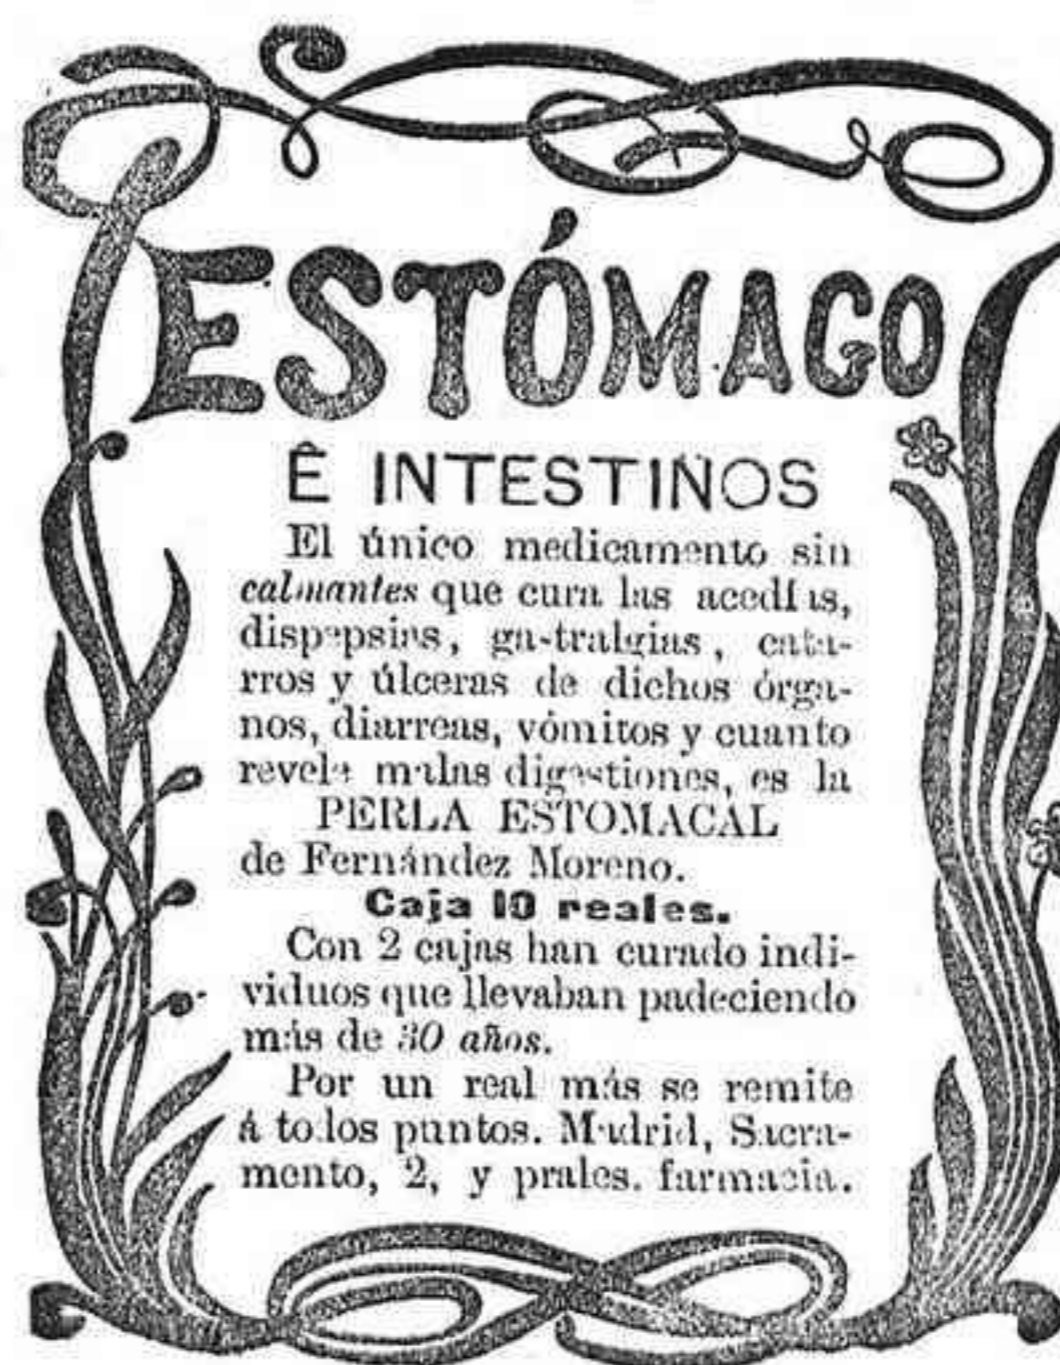 ESTÓMAGO
Ê INTESTINOS
El único medicamento sin
calmantes que cura las acedías,
dispepsias, gastralgias, cata-
rros y úlceras de dichos órga-
nos, diarreas, vómitos y cuanto
revele malas digestiones, es la
PERLA ESTOMACAL
de Fernández Moreno.
Caja 10 reales.
Con 2 cajas han curado indi-
viduos que llevaban padeciendo
más de 30 años.
Por un real más se remite
á todos puntos. Madrid, Sacra-
mento, 2, y prales. farmacia.